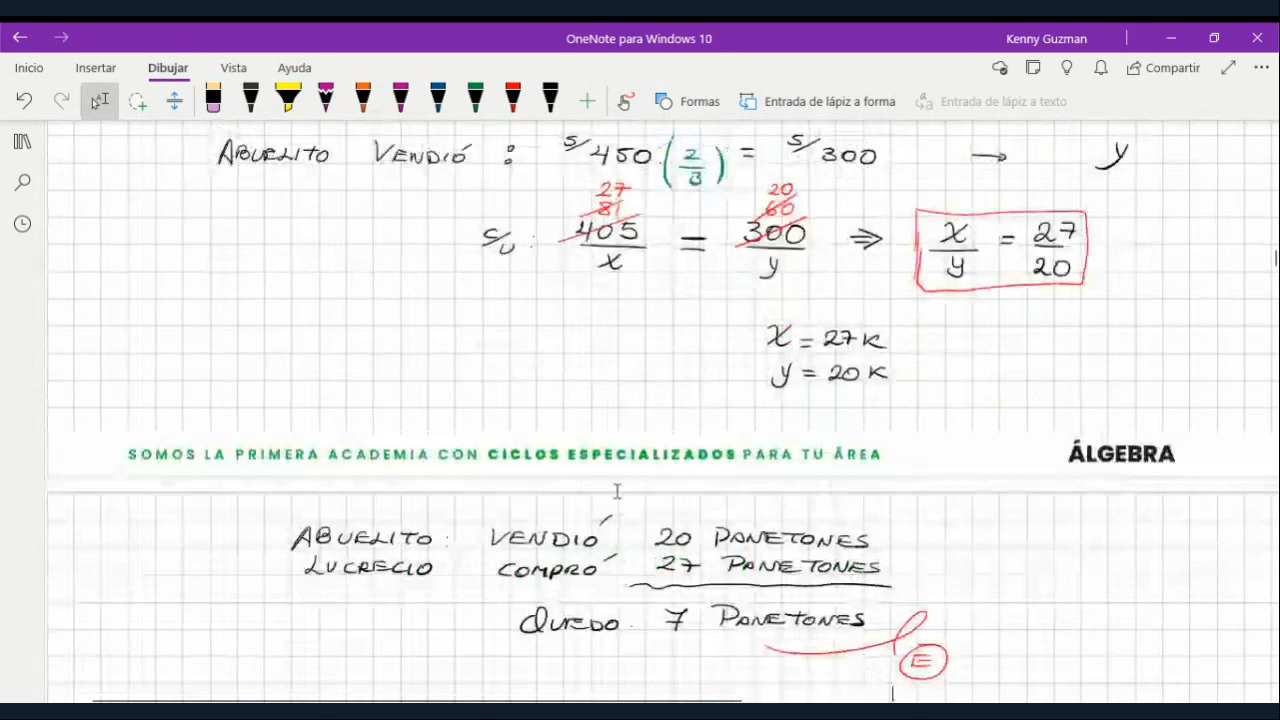 OneNote para Windows 10
Kenny Guzman
Inicio Insertar Dibujar Vista Ayuda
Compartir
Formas Entrada de lápiz a forma Entrada de lápiz a texto
ABUELITO VENDIÓ : S/450 (2/3) = S/300 → y
27 20
81 60
C/U : 405/x = 300/y ⇒ x/y = 27/20
x = 27K
y = 20K
SOMOS LA PRIMERA ACADEMIA CON CICLOS ESPECIALIZADOS PARA TU ÁREA
ÁLGEBRA
ABUELITO : VENDIÓ 20 PANETONES
LUCRECIO COMPRÓ 27 PANETONES
QUEDO 7 PANETONES
E